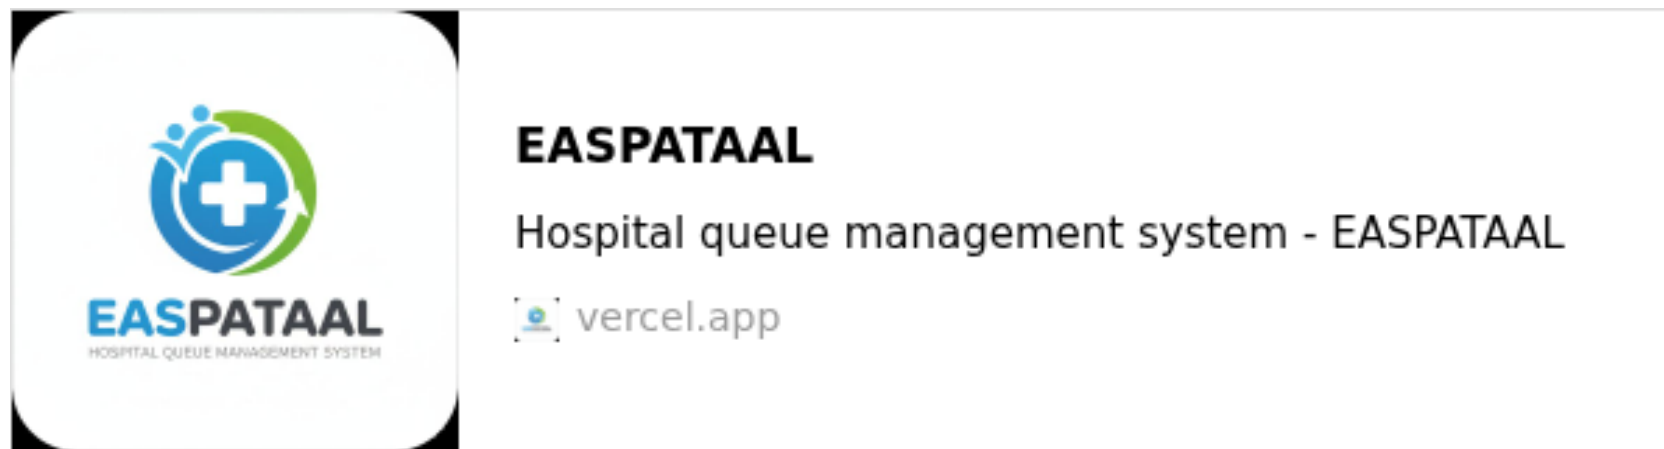 EASPATAAL
HOSPITAL QUEUE MANAGEMENT SYSTEM
EASPATAAL
Hospital queue management system - EASPATAAL
vercel.app